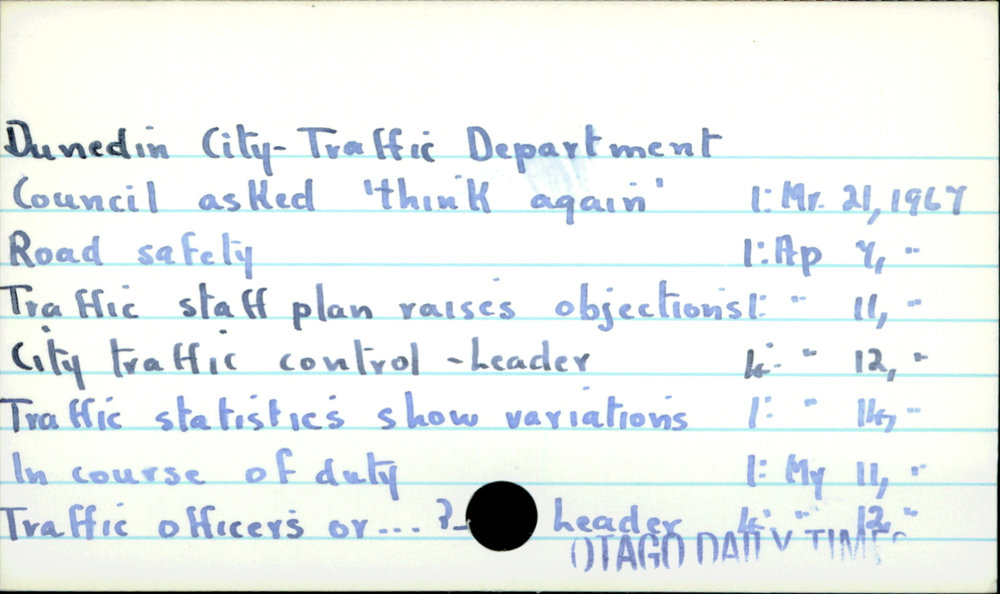 Dunedin City-Traffic Department
Council asked 'think again' 1: Mr. 21, 1967
Road safety 1: Ap 7, "
Traffic staff plan raises objections 1: " 11, "
City traffic control - Leader 4: " 12, "
Traffic statistics show variations 1: " 14, "
In course of duty 1: My 11, "
Traffic officers or....?- Leader 4: " 12 "
OTAGO DAILY TIMES